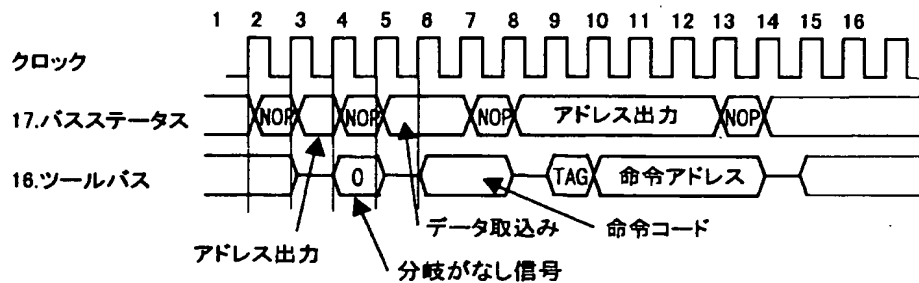 1 2 3 4 5 6 7 8 9 10 11 12 13 14 15 16
クロック
17.バスステータス NOP NOP NOP アドレス出力 NOP
16.ツールバス 0 TAG 命令アドレス
データ取込み 命令コード
アドレス出力
分岐がなし信号